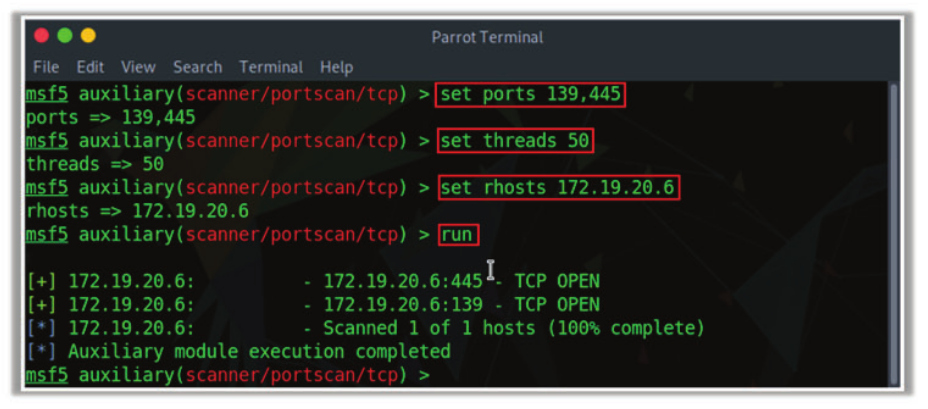 Parrot Terminal
File Edit View Search Terminal Help
msf5 auxiliary(scanner/portscan/tcp) > set ports 139,445
ports => 139,445
msf5 auxiliary(scanner/portscan/tcp) > set threads 50
threads => 50
msf5 auxiliary(scanner/portscan/tcp) > set rhosts 172.19.20.6
rhosts => 172.19.20.6
msf5 auxiliary(scanner/portscan/tcp) > run
[+] 172.19.20.6: - 172.19.20.6:445 - TCP OPEN
[+] 172.19.20.6: - 172.19.20.6:139 - TCP OPEN
[*] 172.19.20.6: - Scanned 1 of 1 hosts (100% complete)
[*] Auxiliary module execution completed
msf5 auxiliary(scanner/portscan/tcp) >